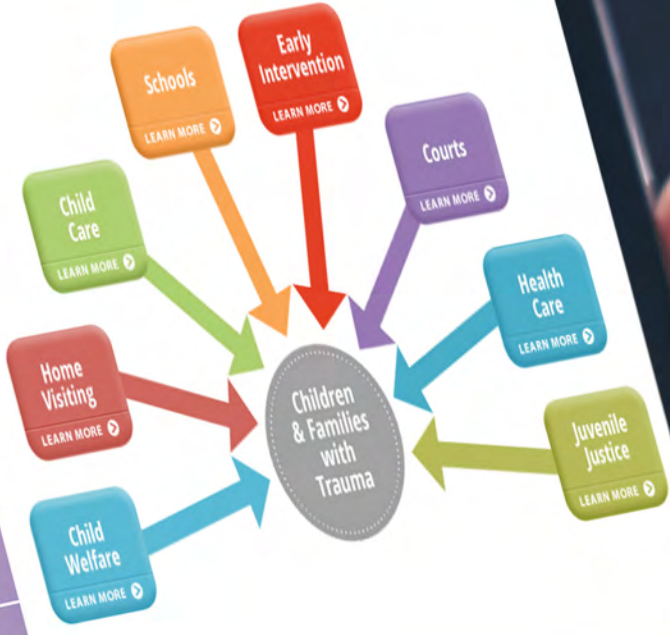 Early
Intervention
LEARN MORE
Schools
LEARN MORE
Courts
LEARN MORE
Child
Care
LEARN MORE
Health
Care
LEARN MORE
Home
Visiting
LEARN MORE
Children
& Families
with
Trauma
Juvenile
Justice
LEARN MORE
Child
Welfare
LEARN MORE